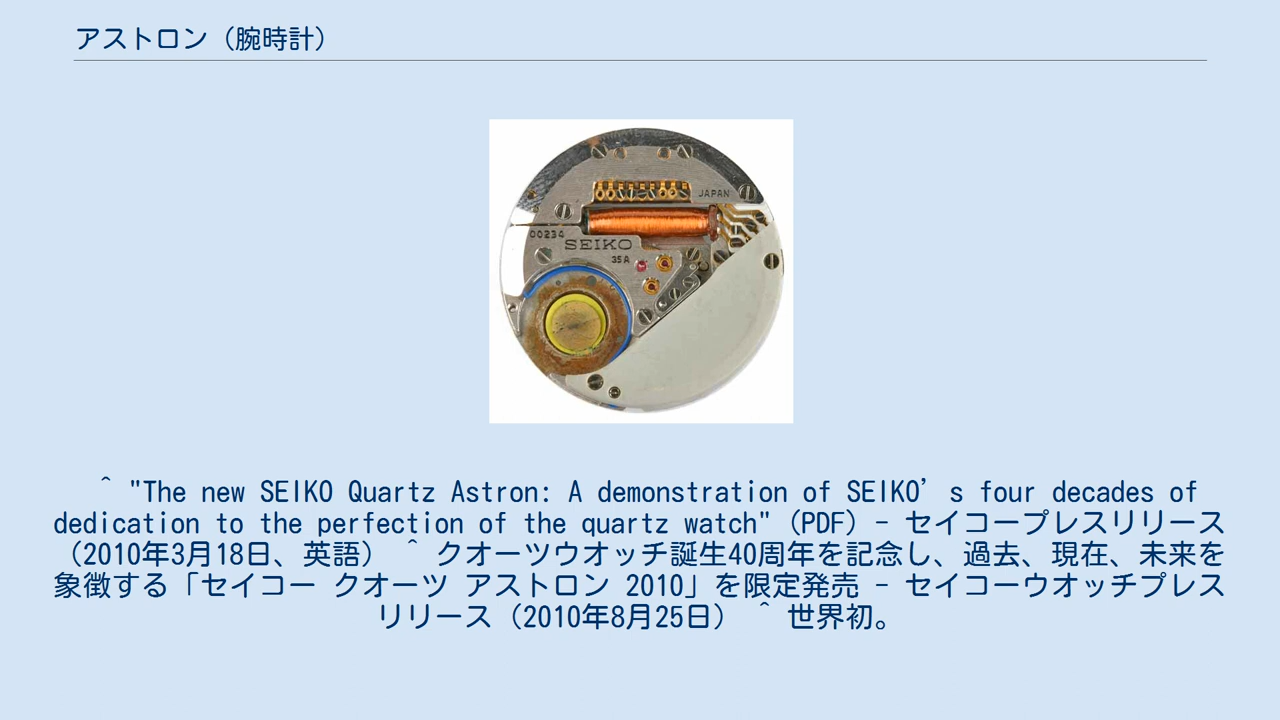 アストロン（腕時計）
JAPAN
00234
SEIKO
35A
^ "The new SEIKO Quartz Astron: A demonstration of SEIKO’s four decades of
dedication to the perfection of the quartz watch"（PDF）- セイコープレスリリース
（2010年3月18日、英語） ^ クオーツウオッチ誕生40周年を記念し、過去、現在、未来を
象徴する「セイコー クオーツ アストロン 2010」を限定発売 - セイコーウオッチプレス
リリース（2010年8月25日） ^ 世界初。